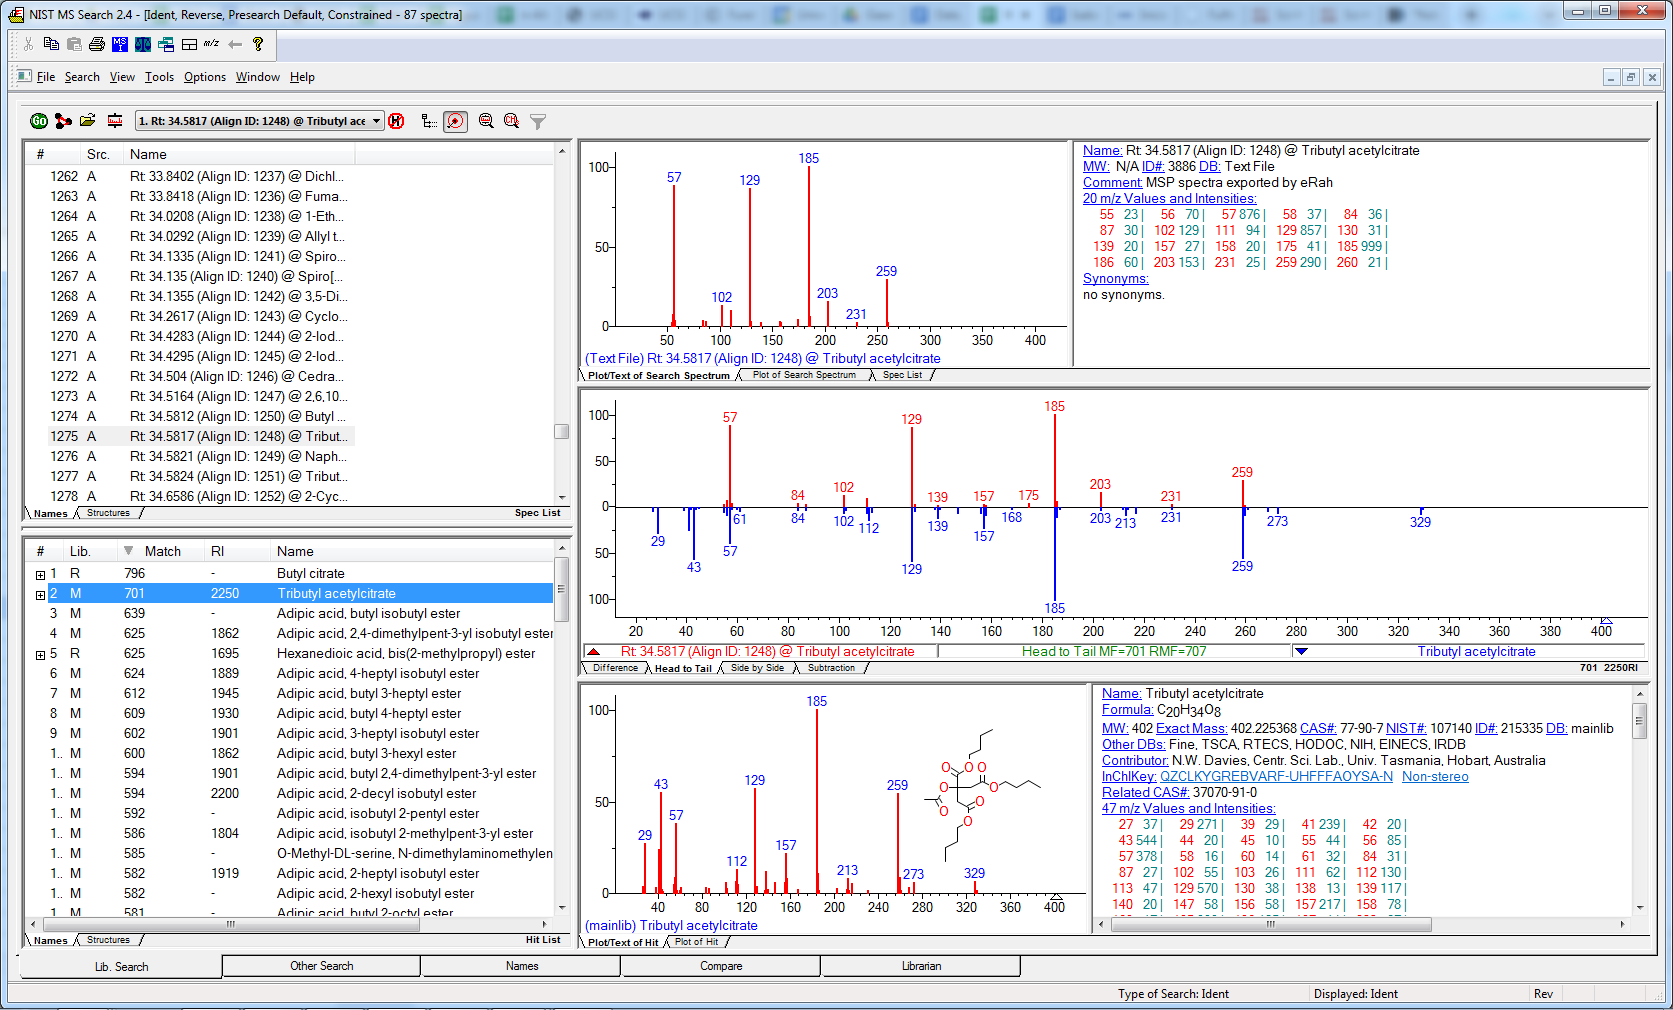 NIST MS Search 2.4 - [Ident, Reverse, Presearch Default, Constrained - 87 spectra]
File Search View Tools Options Window Help
1. Rt: 34.5817 (Align ID: 1248) @ Tributyl ace
# Src. Name
1262 A Rt: 33.8402 (Align ID: 1237) @ Dichl...
1263 A Rt: 33.8418 (Align ID: 1236) @ Fuma...
1264 A Rt: 34.0208 (Align ID: 1238) @ 1-Eth...
1265 A Rt: 34.0292 (Align ID: 1239) @ Allyl t...
1266 A Rt: 34.1335 (Align ID: 1241) @ Spiro...
1267 A Rt: 34.135 (Align ID: 1240) @ Spiro[...
1268 A Rt: 34.1355 (Align ID: 1242) @ 3,5-Di...
1269 A Rt: 34.2617 (Align ID: 1243) @ Cyclo...
1270 A Rt: 34.4283 (Align ID: 1244) @ 2-Iod...
1271 A Rt: 34.4295 (Align ID: 1245) @ 2-Iod...
1272 A Rt: 34.504 (Align ID: 1246) @ Cedra...
1273 A Rt: 34.5164 (Align ID: 1247) @ 2,6,10...
1274 A Rt: 34.5812 (Align ID: 1250) @ Butyl ...
1275 A Rt: 34.5817 (Align ID: 1248) @ Tribut...
1276 A Rt: 34.5821 (Align ID: 1249) @ Naph...
1277 A Rt: 34.5824 (Align ID: 1251) @ Tribut...
1278 A Rt: 34.6586 (Align ID: 1252) @ 2-Cyc...
Names Structures Spec List
# Lib. Match RI Name
1 R 796 - Butyl citrate
2 M 701 2250 Tributyl acetylcitrate
3 M 639 - Adipic acid, butyl isobutyl ester
4 M 625 1862 Adipic acid, 2,4-dimethylpent-3-yl isobutyl ester
5 R 625 1695 Hexanedioic acid, bis(2-methylpropyl) ester
6 M 624 1889 Adipic acid, 4-heptyl isobutyl ester
7 M 612 1945 Adipic acid, butyl 3-heptyl ester
8 M 609 1930 Adipic acid, butyl 4-heptyl ester
9 M 602 1901 Adipic acid, 3-heptyl isobutyl ester
1.. M 600 1862 Adipic acid, butyl 3-hexyl ester
1.. M 594 1901 Adipic acid, butyl 2,4-dimethylpent-3-yl ester
1.. M 594 2200 Adipic acid, 2-decyl isobutyl ester
1.. M 592 - Adipic acid, isobutyl 2-pentyl ester
1.. M 586 1804 Adipic acid, isobutyl 2-methylpent-3-yl ester
1.. M 585 - O-Methyl-DL-serine, N-dimethylaminomethylen
1.. M 582 1919 Adipic acid, 2-heptyl isobutyl ester
1.. M 582 - Adipic acid, 2-hexyl isobutyl ester
1.. M 581 - Adipic acid, butyl 2-octyl ester
Names Structures Hit List
100 50 0
57 102 129 185 203 231 259
50 100 150 200 250 300 350 400
(Text File) Rt: 34.5817 (Align ID: 1248) @ Tributyl acetylcitrate
Plot/Text of Search Spectrum Plot of Search Spectrum Spec List
Name: Rt: 34.5817 (Align ID: 1248) @ Tributyl acetylcitrate
MW: N/A ID#: 3886 DB: Text File
Comment: MSP spectra exported by eRah
20 m/z Values and Intensities:
55 23 | 56 70 | 57 876 | 58 37 | 84 36 |
87 30 | 102 129 | 111 94 | 129 857 | 130 31 |
139 20 | 157 27 | 158 20 | 175 41 | 185 999 |
186 60 | 203 153 | 231 25 | 259 290 | 260 21 |
Synonyms:
no synonyms.
100 50 0 50 100
57 84 102 129 139 157 175 185 203 231 259
29 43 57 61 84 102 112 129 139 157 168 185 203 213 231 259 273 329
20 40 60 80 100 120 140 160 180 200 220 240 260 280 300 320 340 360 380 400
Rt: 34.5817 (Align ID: 1248) @ Tributyl acetylcitrate Head to Tail MF=701 RMF=707 Tributyl acetylcitrate
Difference Head to Tail Side by Side Subtraction 701 2250RI
100 50 0
29 43 57 112 129 157 185 213 259 273 329
O O O O O O O O
40 80 120 160 200 240 280 320 360 400
(mainlib) Tributyl acetylcitrate
Plot/Text of Hit Plot of Hit
Name: Tributyl acetylcitrate
Formula: C20H34O8
MW: 402 Exact Mass: 402.225368 CAS#: 77-90-7 NIST#: 107140 ID#: 215335 DB: mainlib
Other DBs: Fine, TSCA, RTECS, HODOC, NIH, EINECS, IRDB
Contributor: N.W. Davies, Centr. Sci. Lab., Univ. Tasmania, Hobart, Australia
InChIKey: QZCLKYGREBVARF-UHFFFAOYSA-N Non-stereo
Related CAS#: 37070-91-0
47 m/z Values and Intensities:
27 37 | 29 271 | 39 29 | 41 239 | 42 20 |
43 544 | 44 20 | 45 10 | 55 44 | 56 85 |
57 378 | 58 16 | 60 14 | 61 32 | 84 31 |
87 27 | 102 55 | 103 26 | 111 62 | 112 130 |
113 47 | 129 570 | 130 38 | 138 13 | 139 117 |
140 20 | 147 58 | 156 58 | 157 217 | 158 78 |
Lib. Search Other Search Names Compare Librarian
Type of Search: Ident Displayed: Ident Rev